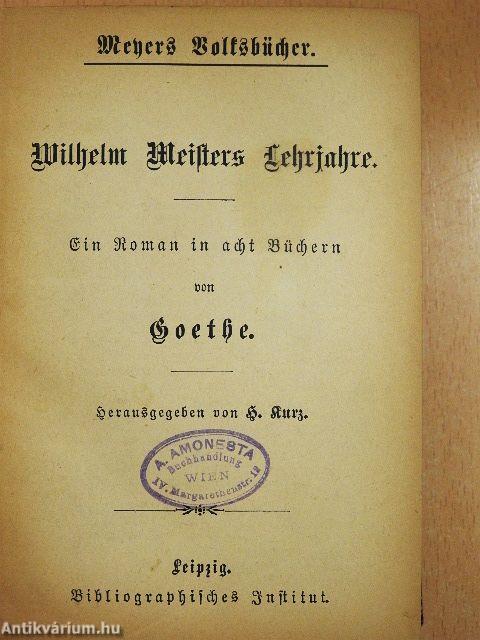 Meyers Volksbücher.
Wilhelm Meisters Lehrjahre.
Ein Roman in acht Büchern
von
Goethe.
Herausgegeben von H. Kurz.
A. AMONESTA
Buchhandlung
WIEN
IV. Margarethenstr. 12
Leipzig.
Bibliographisches Institut.
Antikvárium.hu